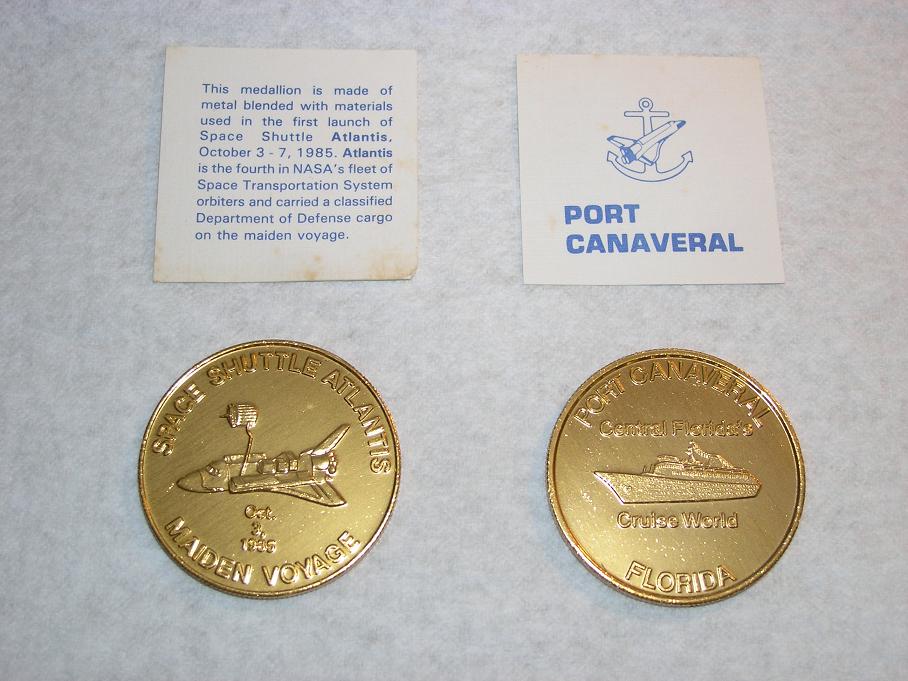 This medallion is made of
metal blended with materials
used in the first launch of
Space Shuttle Atlantis,
October 3 - 7, 1985. Atlantis
is the fourth in NASA's fleet of
Space Transportation System
orbiters and carried a classified
Department of Defense cargo
on the maiden voyage.
PORT
CANAVERAL
SPACE SHUTTLE ATLANTIS
Oct.
3,
1985
MAIDEN VOYAGE
PORT CANAVERAL
Central Florida's
Cruise World
FLORIDA